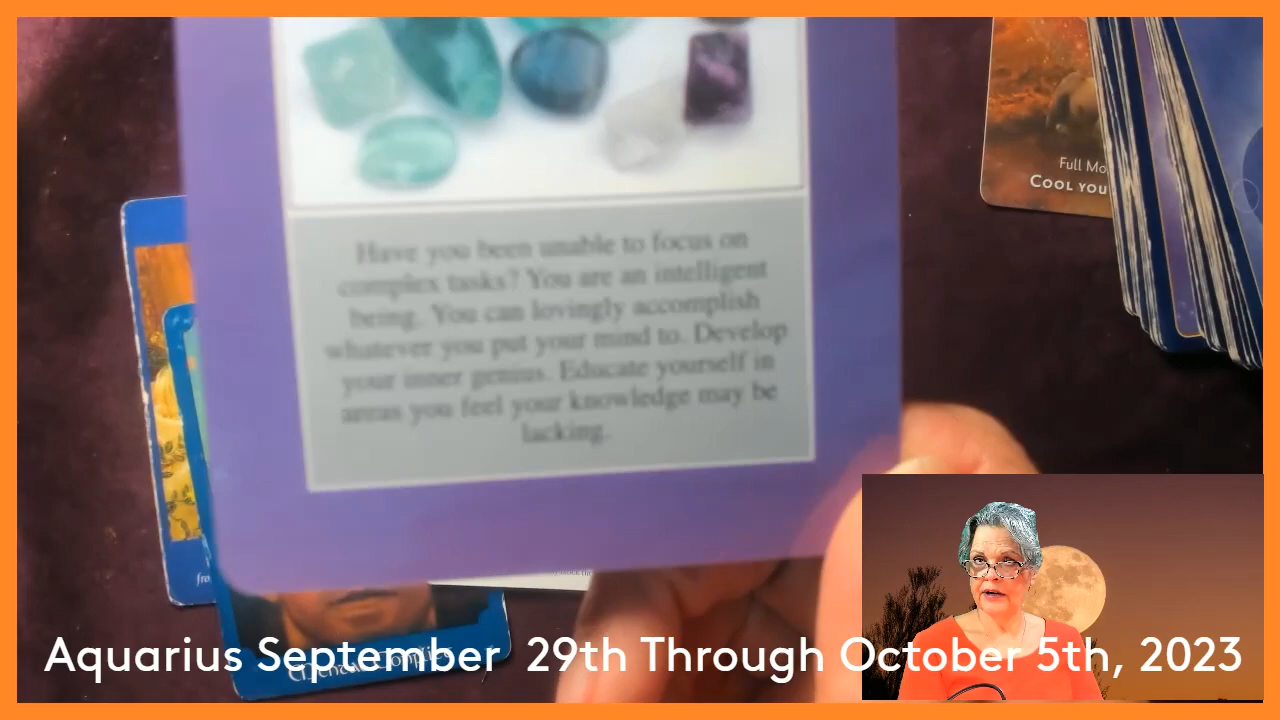 Full Mo
COOL YOU
Have you been unable to focus on
complex tasks? You are an intelligent
being. You can lovingly accomplish
whatever you put your mind to. Develop
your inner genius. Educate yourself in
areas you feel your knowledge may be
lacking.
fro
Aquarius September 29th Through October 5th, 2023